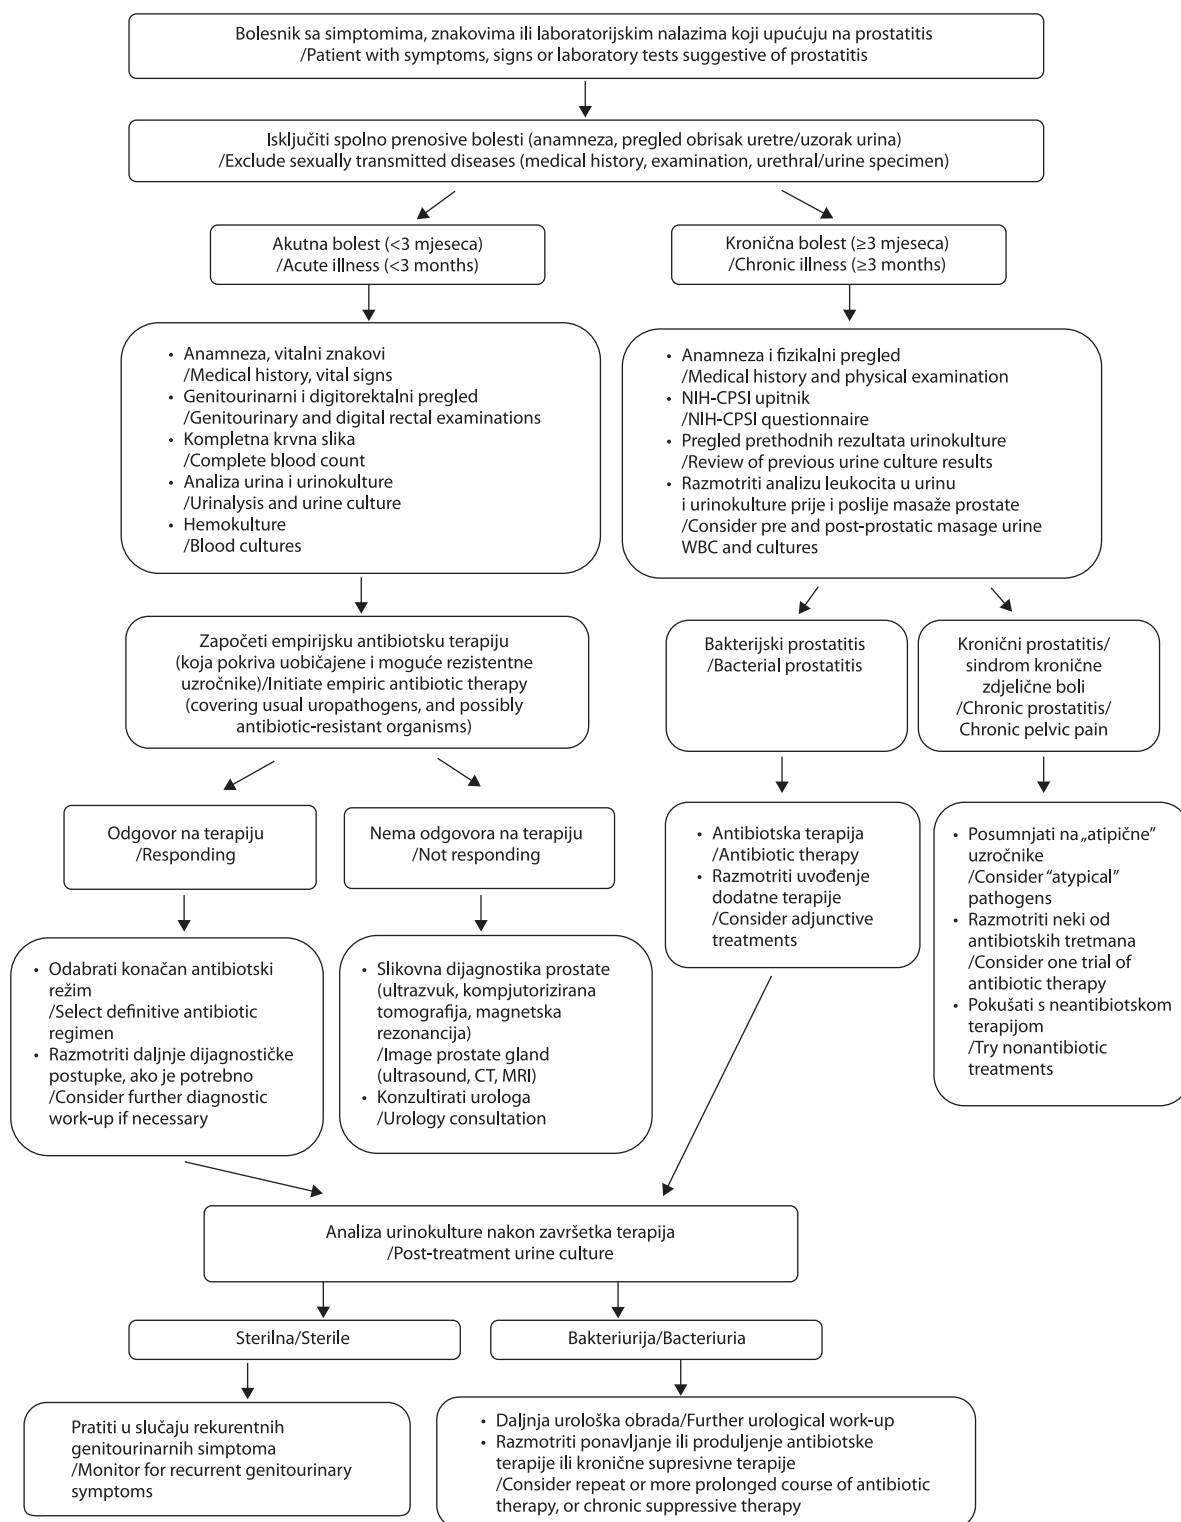 Bolesnik sa simptomima, znakovima ili laboratorijskim nalazima koji upućuju na prostatitis
/Patient with symptoms, signs or laboratory tests suggestive of prostatitis
Isključiti spolno prenosive bolesti (anamneza, pregled obrisak uretre/uzorak urina)
/Exclude sexually transmitted diseases (medical history, examination, urethral/urine specimen)
Akutna bolest (<3 mjeseca)
/Acute illness (<3 months)
Kronična bolest (≥3 mjeseca)
/Chronic illness (≥3 months)
• Anamneza, vitalni znakovi
/Medical history, vital signs
• Genitourinarni i digitorektalni pregled
/Genitourinary and digital rectal examinations
• Kompletna krvna slika
/Complete blood count
• Analiza urina i urinokulture
/Urinalysis and urine culture
• Hemokulture
/Blood cultures
• Anamneza i fizikalni pregled
/Medical history and physical examination
• NIH-CPSI upitnik
/NIH-CPSI questionnaire
• Pregled prethodnih rezultata urinokulture
/Review of previous urine culture results
• Razmotriti analizu leukocita u urinu
i urinokulture prije i poslije masaže prostate
/Consider pre and post-prostatic masage urine
WBC and cultures
Započeti empirijsku antibiotsku terapiju
(koja pokriva uobičajene i moguće rezistentne
uzročnike)/Initiate empiric antibiotic therapy
(covering usual uropathogens, and possibly
antibiotic-resistant organisms)
Bakterijski prostatitis
/Bacterial prostatitis
Kronični prostatitis/
sindrom kronične
zdjelične boli
/Chronic prostatitis/
Chronic pelvic pain
Odgovor na terapiju
/Responding
Nema odgovora na terapiju
/Not responding
• Antibiotska terapija
/Antibiotic therapy
• Razmotriti uvođenje
dodatne terapije
/Consider adjunctive
treatments
• Posumnjati na „atipične”
uzročnike
/Consider “atypical”
pathogens
• Razmotriti neki od
antibiotskih tretmana
/Consider one trial of
antibiotic therapy
• Pokušati s neantibiotskom
terapijom
/Try nonantibiotic
treatments
• Odabrati konačan antibiotski
režim
/Select definitive antibiotic
regimen
• Razmotriti daljnje dijagnostičke
postupke, ako je potrebno
/Consider further diagnostic
work-up if necessary
• Slikovna dijagnostika prostate
(ultrazvuk, kompjutorizirana
tomografija, magnetska
rezonancija)
/Image prostate gland
(ultrasound, CT, MRI)
• Konzultirati urologa
/Urology consultation
Analiza urinokulture nakon završetka terapija
/Post-treatment urine culture
Sterilna/Sterile
Bakteriurija/Bacteriuria
Pratiti u slučaju rekurentnih
genitourinarnih simptoma
/Monitor for recurrent genitourinary
symptoms
• Daljnja urološka obrada/Further urological work-up
• Razmotriti ponavljanje ili produljenje antibiotske
terapije ili kronične supresivne terapije
/Consider repeat or more prolonged course of antibiotic
therapy, or chronic suppressive therapy